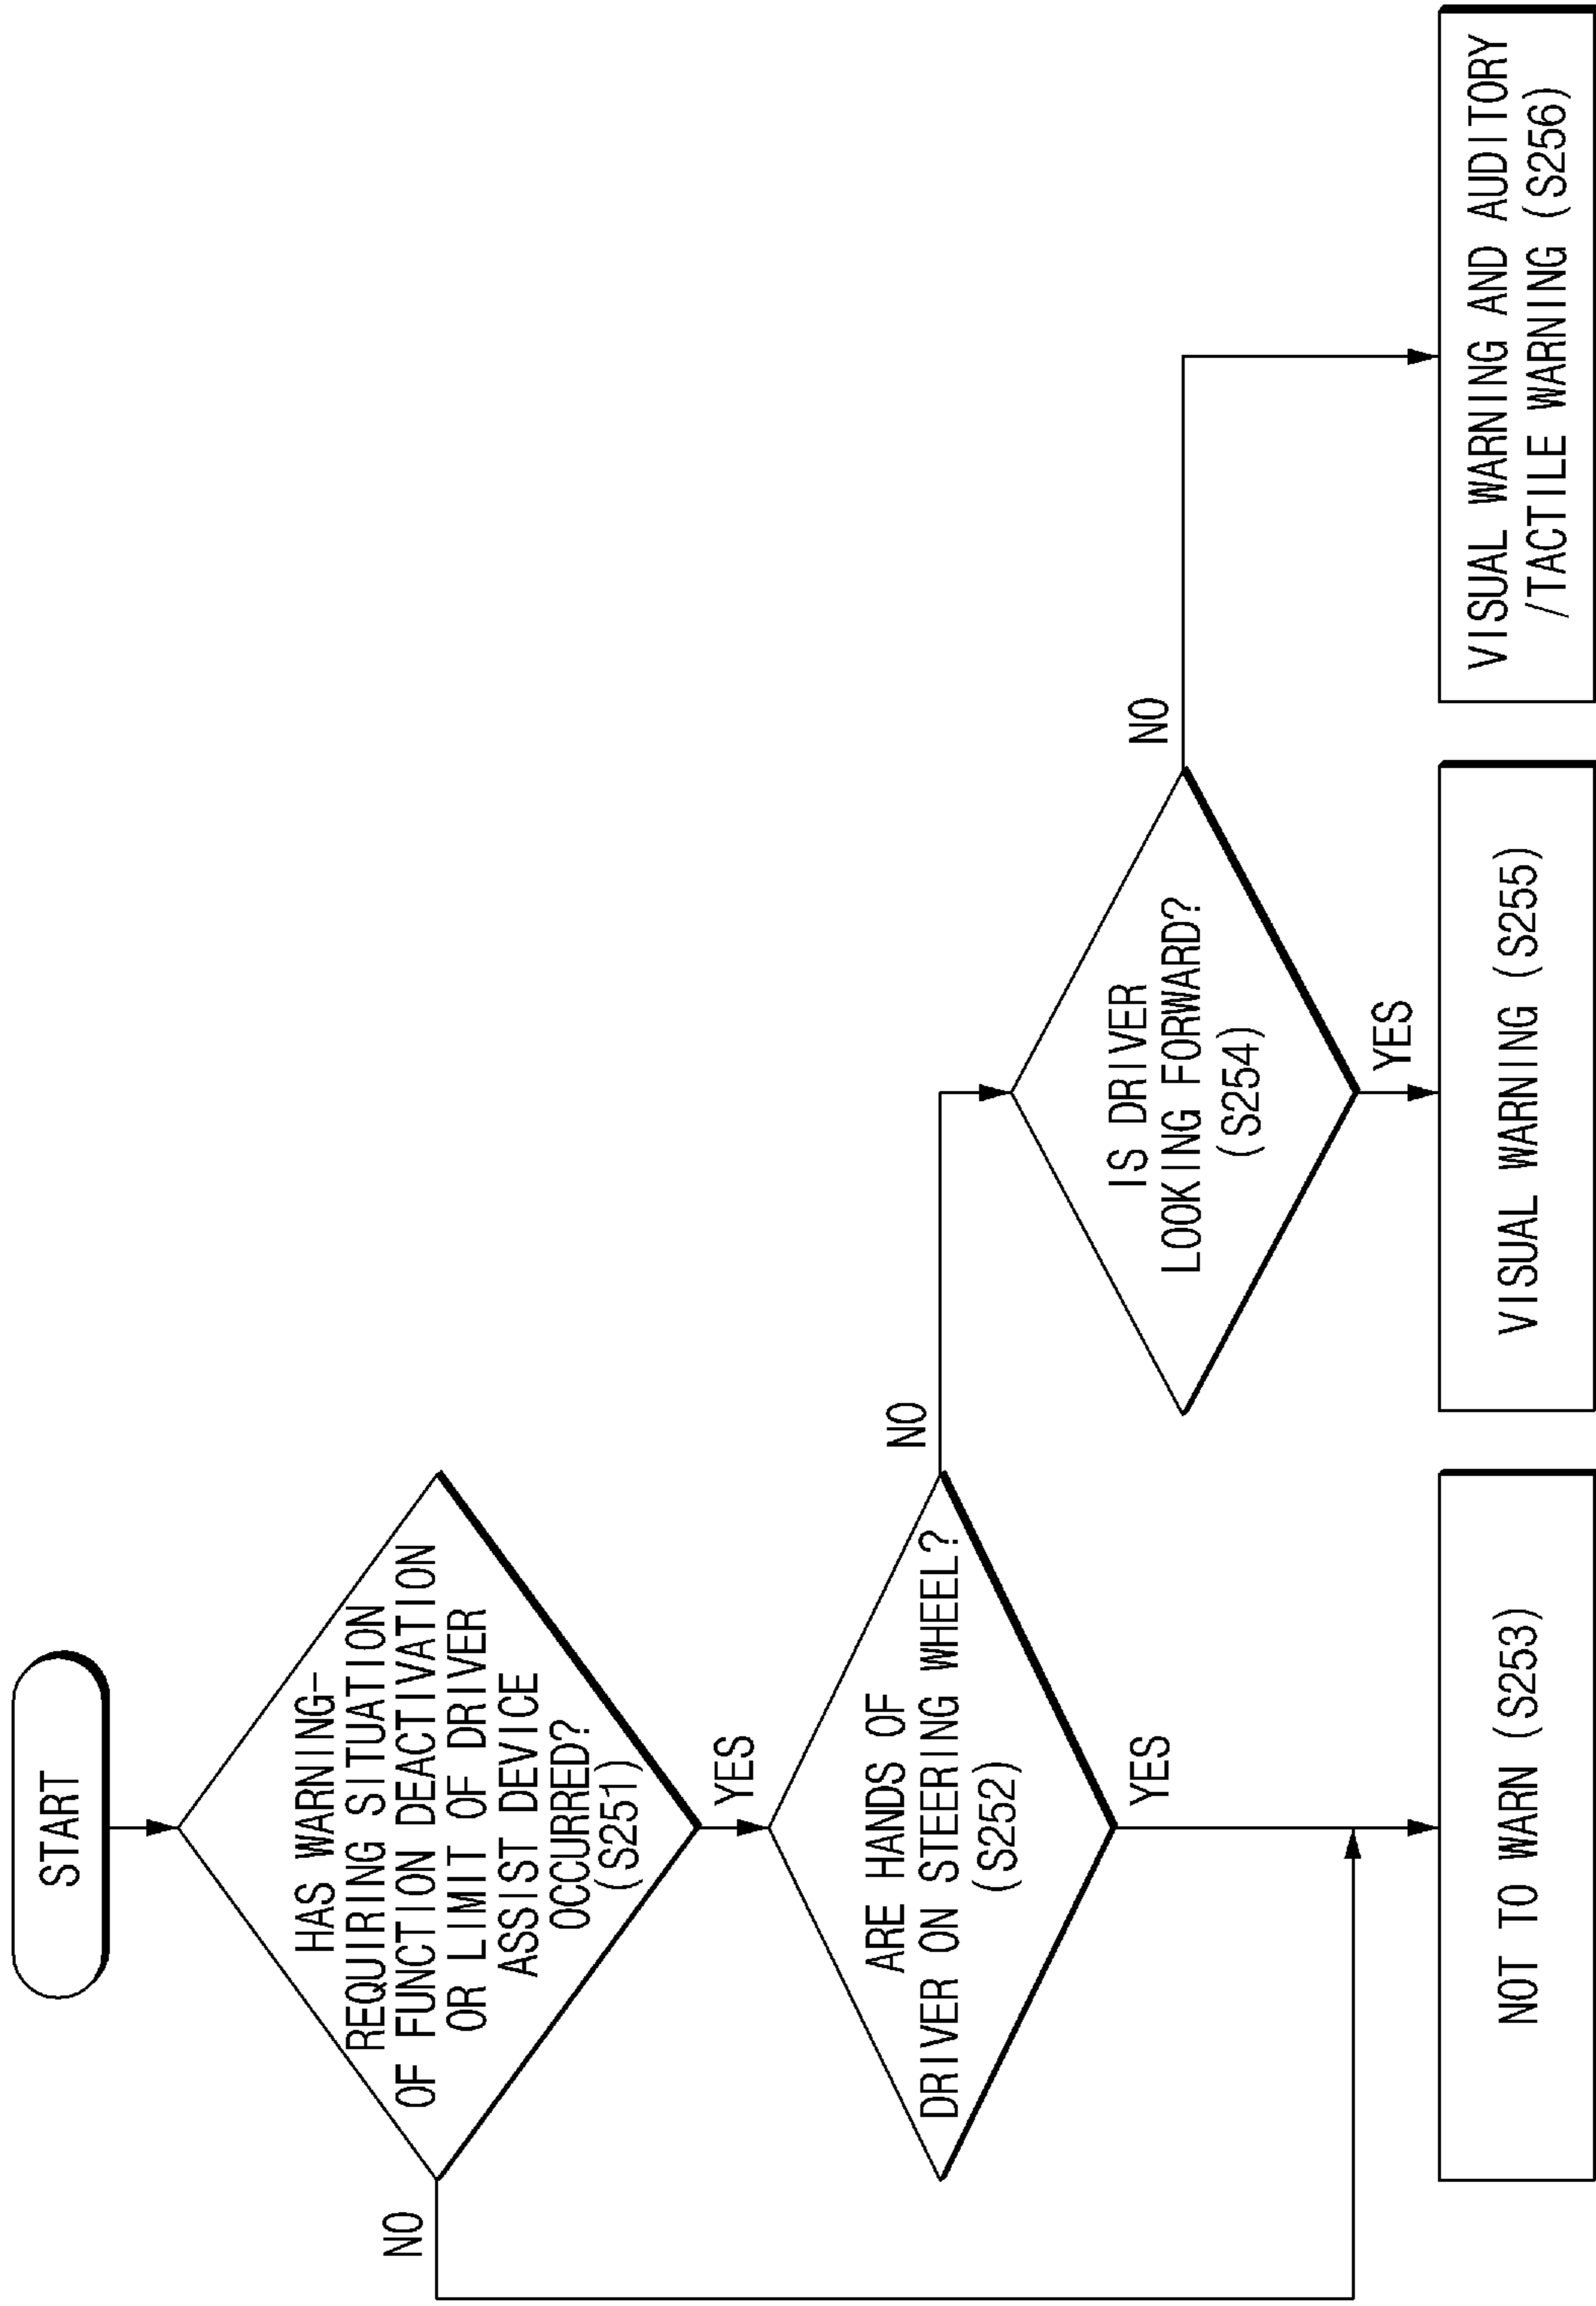 START
HAS WARNING-
REQUIRING SITUATION
OF FUNCTION DEACTIVATION
OR LIMIT OF DRIVER
ASSIST DEVICE
OCCURRED?
(S251)
NO
YES
ARE HANDS OF
DRIVER ON STEERING WHEEL?
(S252)
NO
YES
IS DRIVER
LOOKING FORWARD?
(S254)
NO
YES
NOT TO WARN (S253)
VISUAL WARNING (S255)
VISUAL WARNING AND AUDITORY
/TACTILE WARNING (S256)